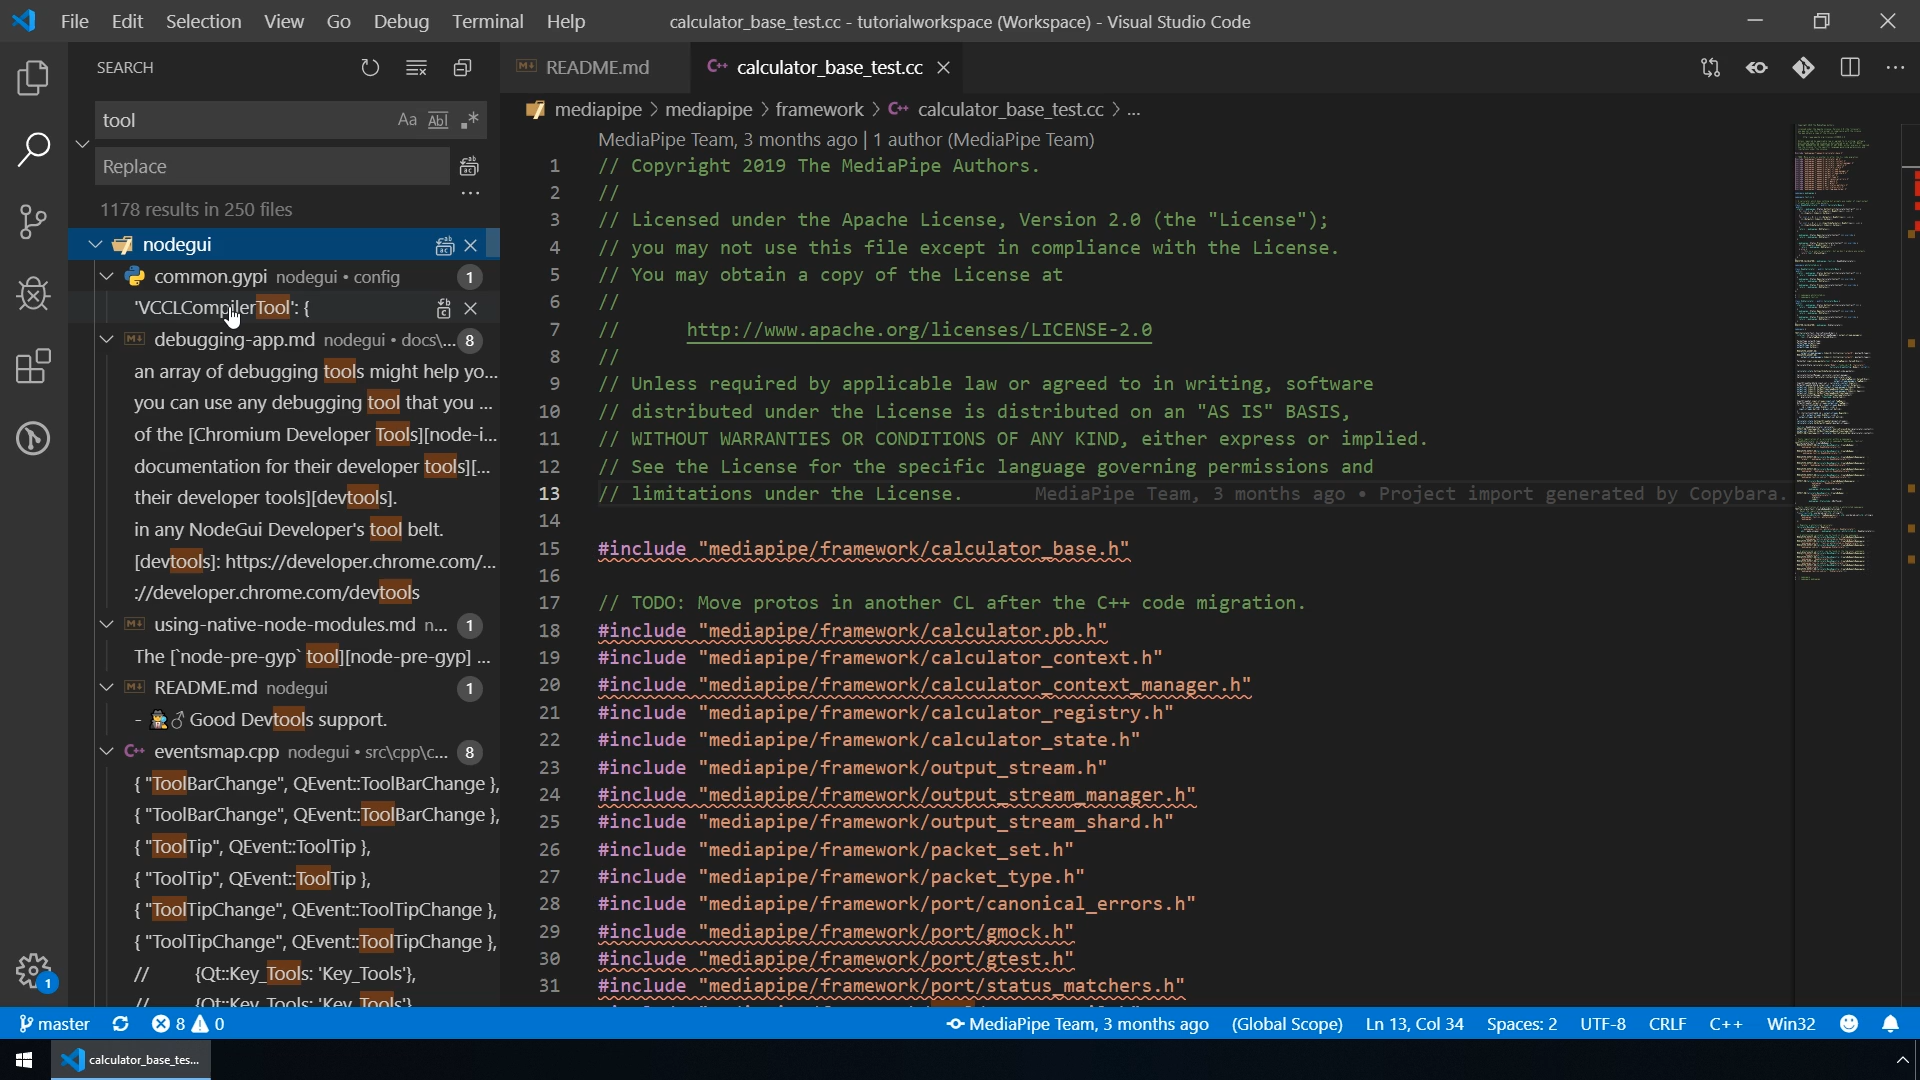 File Edit Selection View Go Debug Terminal Help
calculator_base_test.cc - tutorialworkspace (Workspace) - Visual Studio Code
SEARCH
tool
Aa Abl .*
Replace
1178 results in 250 files
nodegui
common.gypi nodegui • config 1
'VCCLCompilerTool': {
debugging-app.md nodegui • docs\... 8
an array of debugging tools might help yo...
you can use any debugging tool that you ...
of the [Chromium Developer Tools][node-i...
documentation for their developer tools][...
their developer tools][devtools].
in any NodeGui Developer's tool belt.
[devtools]: https://developer.chrome.com/...
://developer.chrome.com/devtools
using-native-node-modules.md n... 1
The [`node-pre-gyp` tool][node-pre-gyp] ...
README.md nodegui 1
- 🕵️♂ Good Devtools support.
eventsmap.cpp nodegui • src\cpp\c... 8
{ "ToolBarChange", QEvent::ToolBarChange },
{ "ToolBarChange", QEvent::ToolBarChange },
{ "ToolTip", QEvent::ToolTip },
{ "ToolTip", QEvent::ToolTip },
{ "ToolTipChange", QEvent::ToolTipChange },
{ "ToolTipChange", QEvent::ToolTipChange },
// {Qt::Key_Tools: 'Key_Tools'},
// {Qt::Key_Tools: 'Key_Tools'},
1
README.md
C++ calculator_base_test.cc
mediapipe > mediapipe > framework > C++ calculator_base_test.cc > ...
MediaPipe Team, 3 months ago | 1 author (MediaPipe Team)
1 // Copyright 2019 The MediaPipe Authors.
2 //
3 // Licensed under the Apache License, Version 2.0 (the "License");
4 // you may not use this file except in compliance with the License.
5 // You may obtain a copy of the License at
6 //
7 // http://www.apache.org/licenses/LICENSE-2.0
8 //
9 // Unless required by applicable law or agreed to in writing, software
10 // distributed under the License is distributed on an "AS IS" BASIS,
11 // WITHOUT WARRANTIES OR CONDITIONS OF ANY KIND, either express or implied.
12 // See the License for the specific language governing permissions and
13 // limitations under the License. MediaPipe Team, 3 months ago • Project import generated by Copybara.
14
15 #include "mediapipe/framework/calculator_base.h"
16
17 // TODO: Move protos in another CL after the C++ code migration.
18 #include "mediapipe/framework/calculator.pb.h"
19 #include "mediapipe/framework/calculator_context.h"
20 #include "mediapipe/framework/calculator_context_manager.h"
21 #include "mediapipe/framework/calculator_registry.h"
22 #include "mediapipe/framework/calculator_state.h"
23 #include "mediapipe/framework/output_stream.h"
24 #include "mediapipe/framework/output_stream_manager.h"
25 #include "mediapipe/framework/output_stream_shard.h"
26 #include "mediapipe/framework/packet_set.h"
27 #include "mediapipe/framework/packet_type.h"
28 #include "mediapipe/framework/port/canonical_errors.h"
29 #include "mediapipe/framework/port/gmock.h"
30 #include "mediapipe/framework/port/gtest.h"
31 #include "mediapipe/framework/port/status_matchers.h"
master 8 0 MediaPipe Team, 3 months ago (Global Scope) Ln 13, Col 34 Spaces: 2 UTF-8 CRLF C++ Win32
calculator_base_tes...